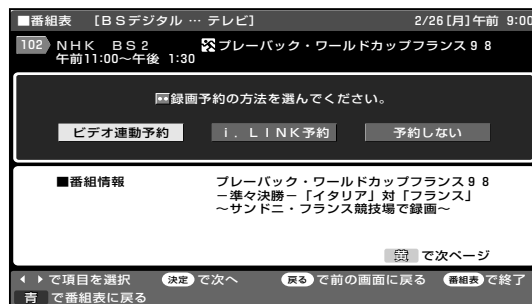 ■番組表 [BSデジタル … テレビ] 2/26[月]午前 9:00
102 NHK BS2 プレーバック・ワールドカップフランス98
午前11:00~午後 1:30
録画予約の方法を選んでください。
ビデオ連動予約 i.LINK予約 予約しない
■番組情報 プレーバック・ワールドカップフランス98
-準々決勝-「イタリア」対「フランス」
~サンドニ・フランス競技場で録画~
黄 で次ページ
で項目を選択 決定 で次へ 戻る で前の画面に戻る 番組表 で終了
青 で番組表に戻る